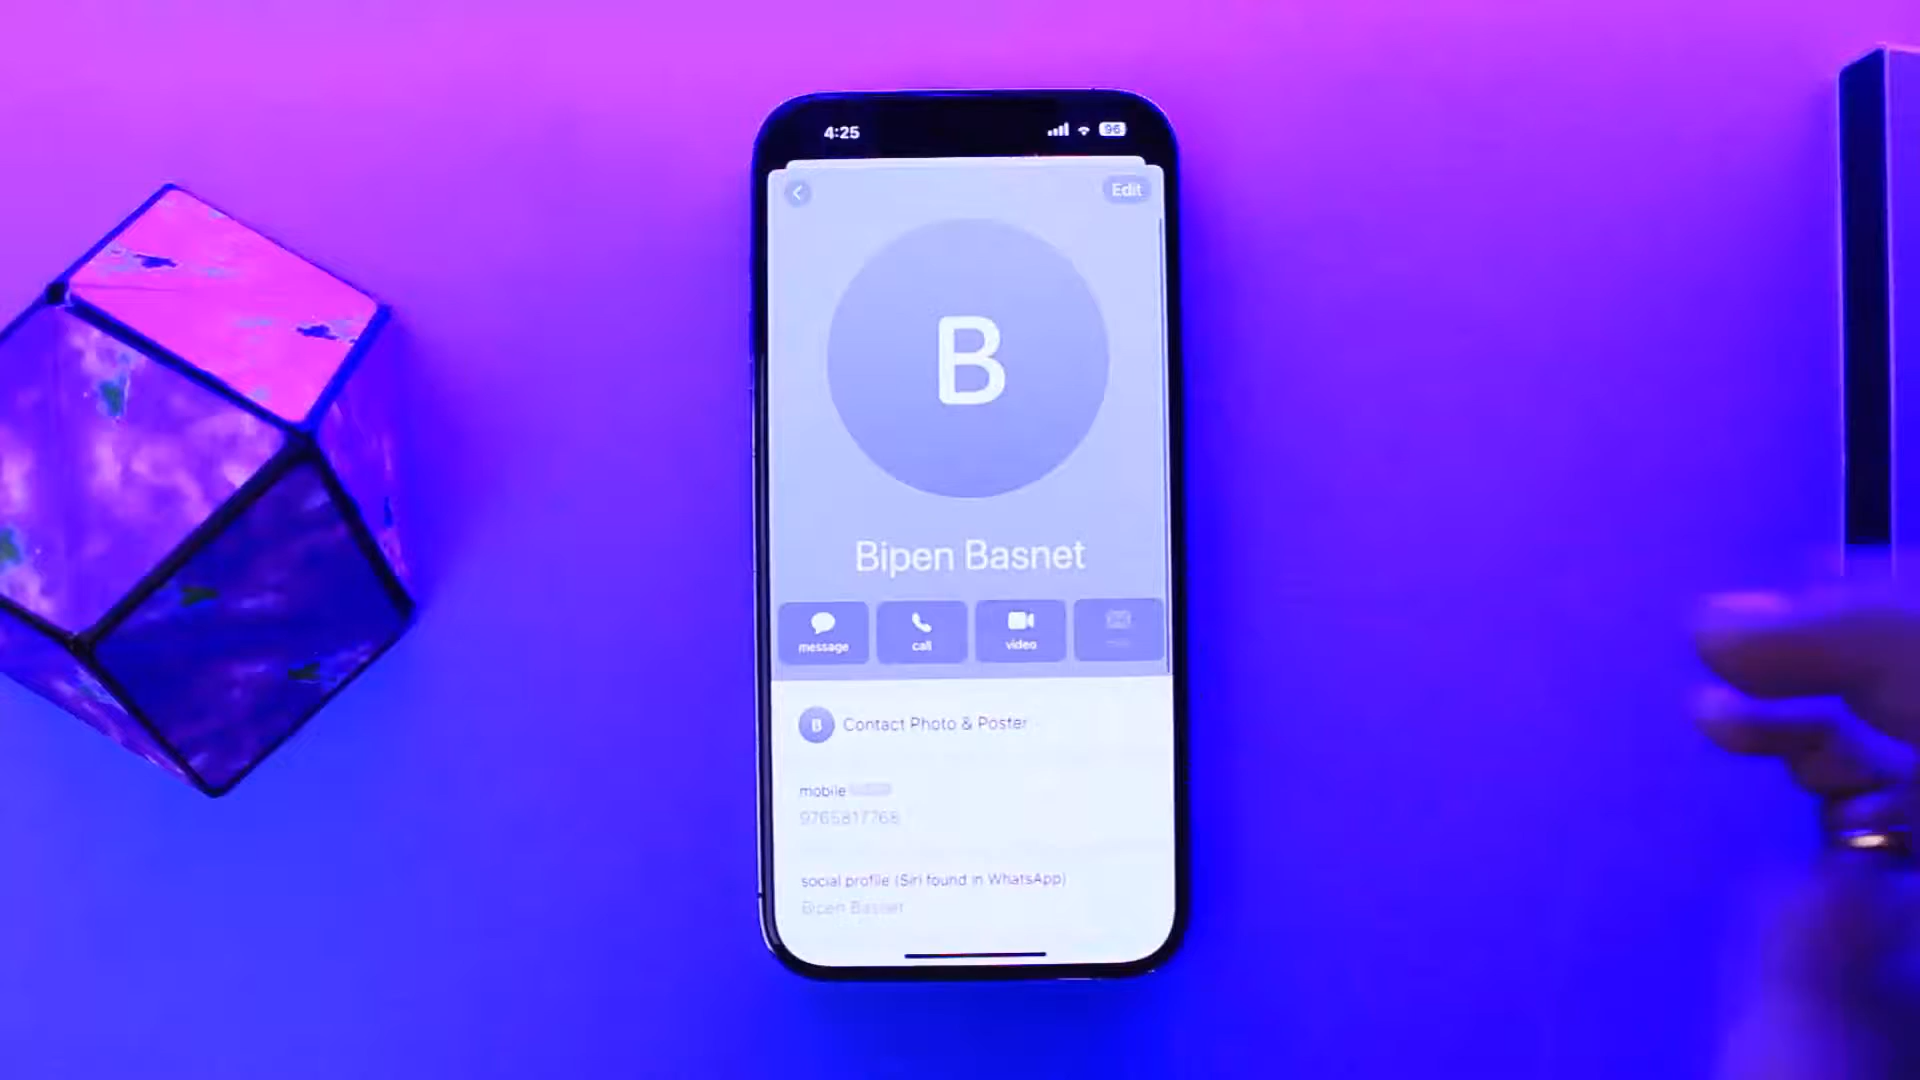 4:25
96
Edit
B
Bipen Basnet
message
call
video
B
Contact Photo & Poster
mobile
9765817768
social profile (Siri found in WhatsApp)
Bipen Basnet